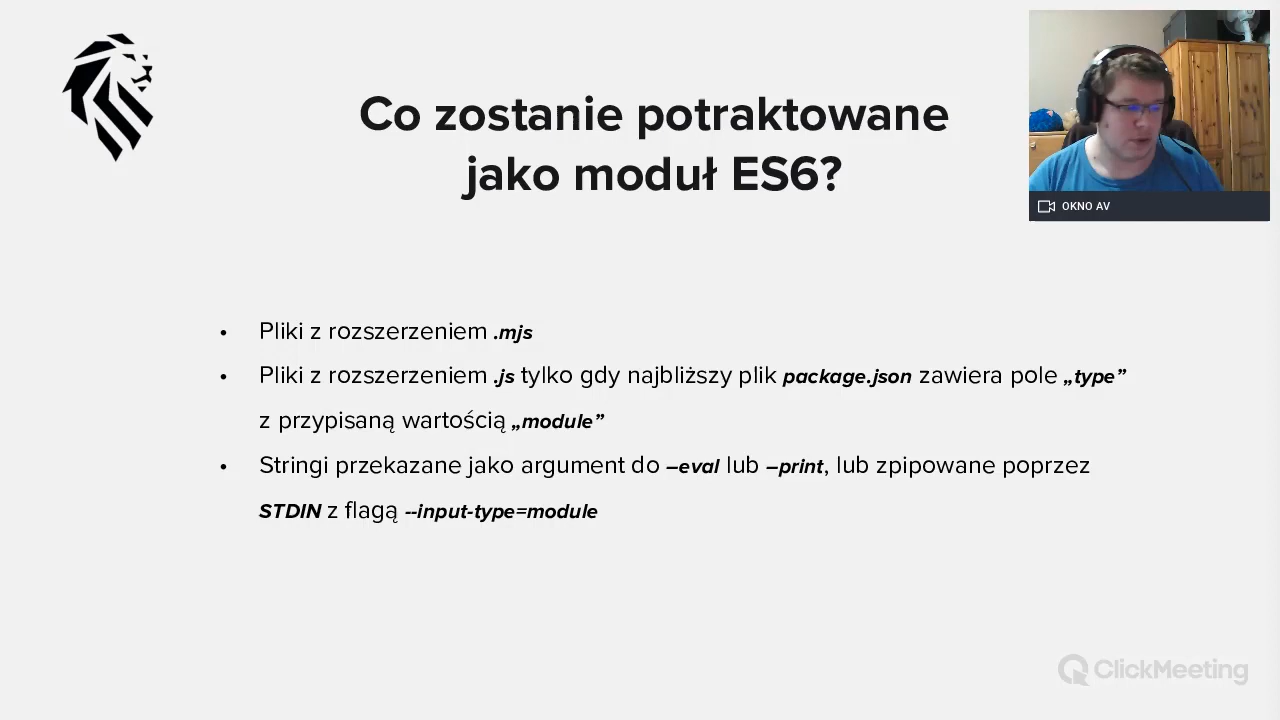 Co zostanie potraktowane
jako moduł ES6?
OKNO AV
• Pliki z rozszerzeniem .mjs
• Pliki z rozszerzeniem .js tylko gdy najbliższy plik package.json zawiera pole „type”
z przypisaną wartością „module”
• Stringi przekazane jako argument do –eval lub –print, lub zpipowane poprzez
STDIN z flagą --input-type=module
ClickMeeting